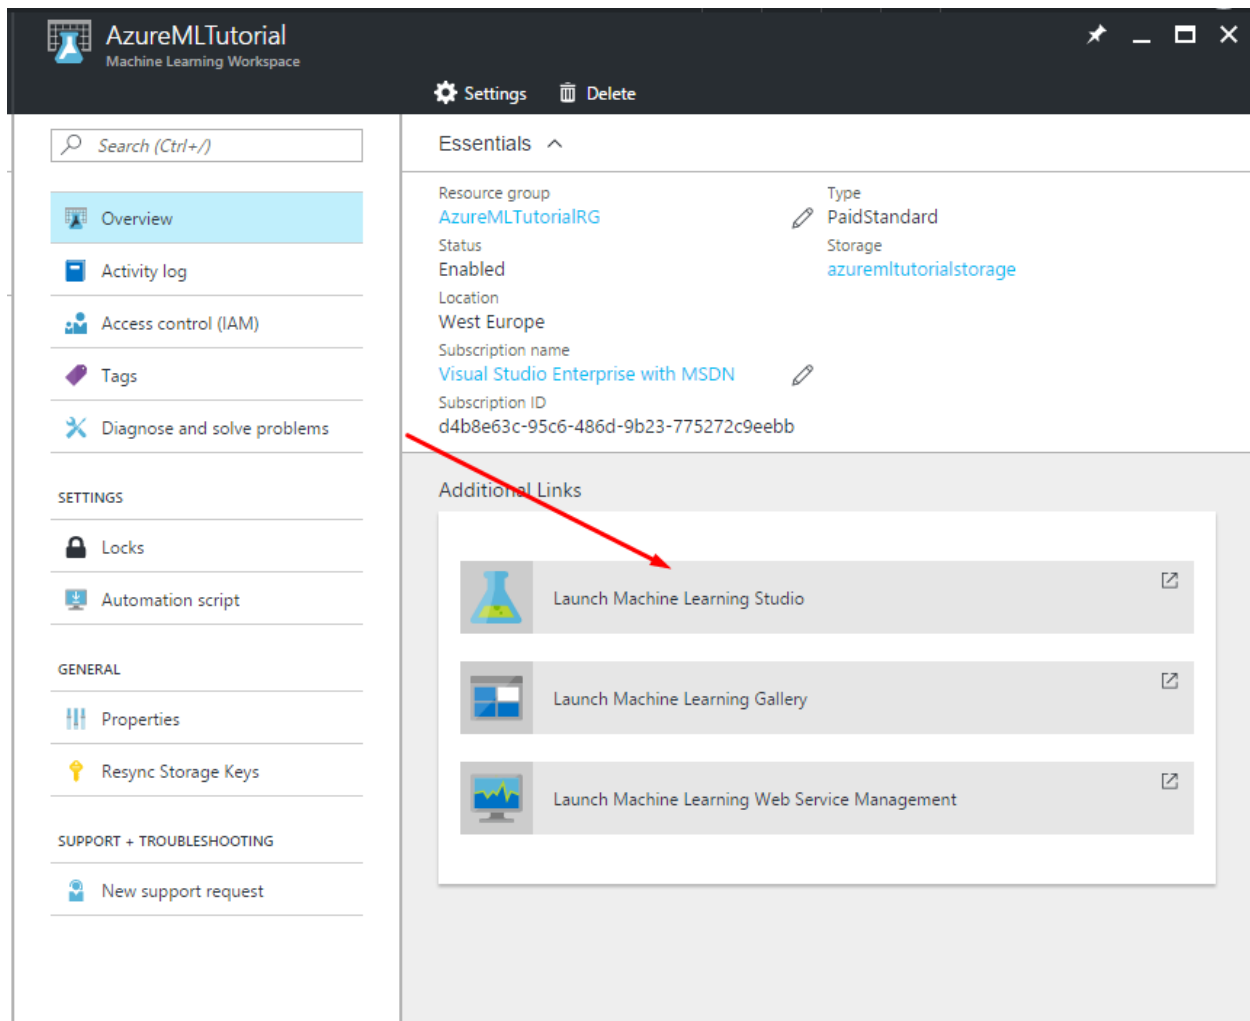 AzureMLTutorial
Machine Learning Workspace
Settings
Delete
Search (Ctrl+/)
Overview
Activity log
Access control (IAM)
Tags
Diagnose and solve problems
SETTINGS
Locks
Automation script
GENERAL
Properties
Resync Storage Keys
SUPPORT + TROUBLESHOOTING
New support request
Essentials
Resource group
AzureMLTutorialRG
Status
Enabled
Location
West Europe
Subscription name
Visual Studio Enterprise with MSDN
Subscription ID
d4b8e63c-95c6-486d-9b23-775272c9eebb
Type
PaidStandard
Storage
azuremltutorialstorage
Additional Links
Launch Machine Learning Studio
Launch Machine Learning Gallery
Launch Machine Learning Web Service Management